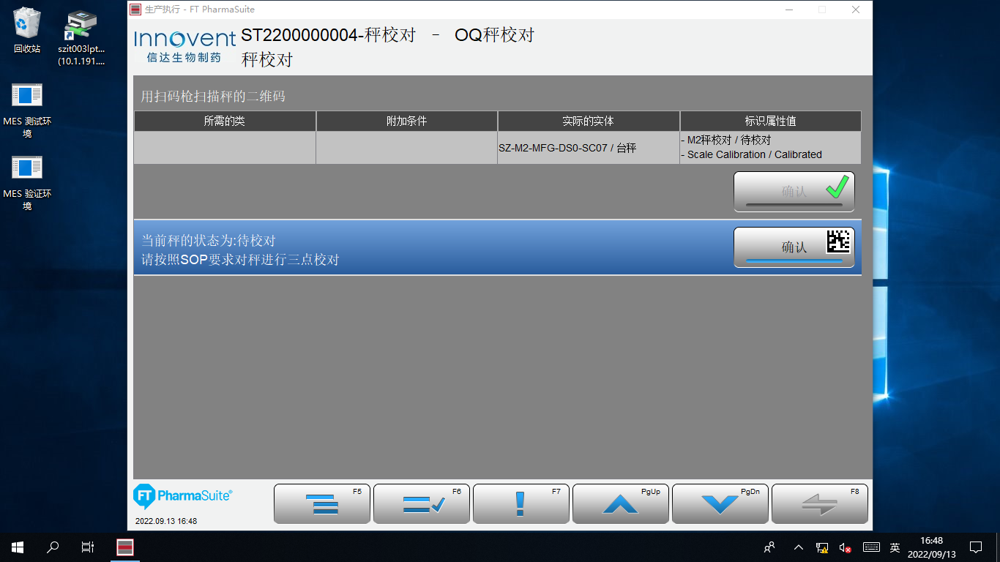 回收站
szit003lpt...
(10.1.191....
MES 测试环
境
MES 验证环
境
生产执行 - FT PharmaSuite
Innovent
信达生物制药
ST2200000004-秤校对 - OQ秤校对
秤校对
用扫码枪扫描秤的二维码
所需的类 附加条件 实际的实体 标识属性值
SZ-M2-MFG-DS0-SC07 / 台秤
- M2秤校对 / 待校对
- Scale Calibration / Calibrated
确认
当前秤的状态为:待校对
请按照SOP要求对秤进行三点校对
确认
FT PharmaSuite®
2022.09.13 16:48
F5 F6 F7 PgUp PgDn F8
英
16:48
2022/09/13